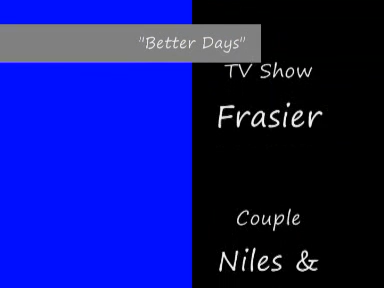 "Better Days"
TV Show
Frasier
Couple
Niles &